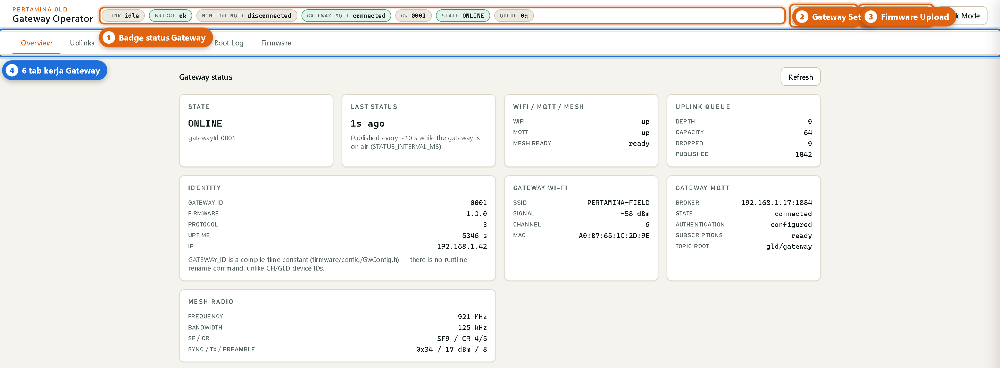 PERTAMINA GLD
Gateway Operator
LINK idle
BRIDGE ok
MONITOR MQTT disconnected
GATEWAY MQTT connected
GW 0001
STATE ONLINE
QUEUE 0q
2 Gateway Set
3 Firmware Upload
k Mode
Overview
Uplinks
1 Badge status Gateway
Boot Log
Firmware
4 6 tab kerja Gateway
Gateway status
Refresh
STATE
ONLINE
gatewayId 0001
LAST STATUS
1s ago
Published every ~10 s while the gateway is
on air (STATUS_INTERVAL_MS).
WIFI / MQTT / MESH
WIFI up
MQTT up
MESH READY ready
UPLINK QUEUE
DEPTH 0
CAPACITY 64
DROPPED 0
PUBLISHED 1842
IDENTITY
GATEWAY ID 0001
FIRMWARE 1.3.0
PROTOCOL 3
UPTIME 5346 s
IP 192.168.1.42
GATEWAY_ID is a compile-time constant (firmware/config/GwConfig.h) — there is no runtime
rename command, unlike CH/GLD device IDs.
GATEWAY WI-FI
SSID PERTAMINA-FIELD
SIGNAL -58 dBm
CHANNEL 6
MAC A0:B7:65:1C:2D:9E
GATEWAY MQTT
BROKER 192.168.1.17:1884
STATE connected
AUTHENTICATION configured
SUBSCRIPTIONS ready
TOPIC ROOT gld/gateway
MESH RADIO
FREQUENCY 921 MHz
BANDWIDTH 125 kHz
SF / CR SF9 / CR 4/5
SYNC / TX / PREAMBLE 0x34 / 17 dBm / 8